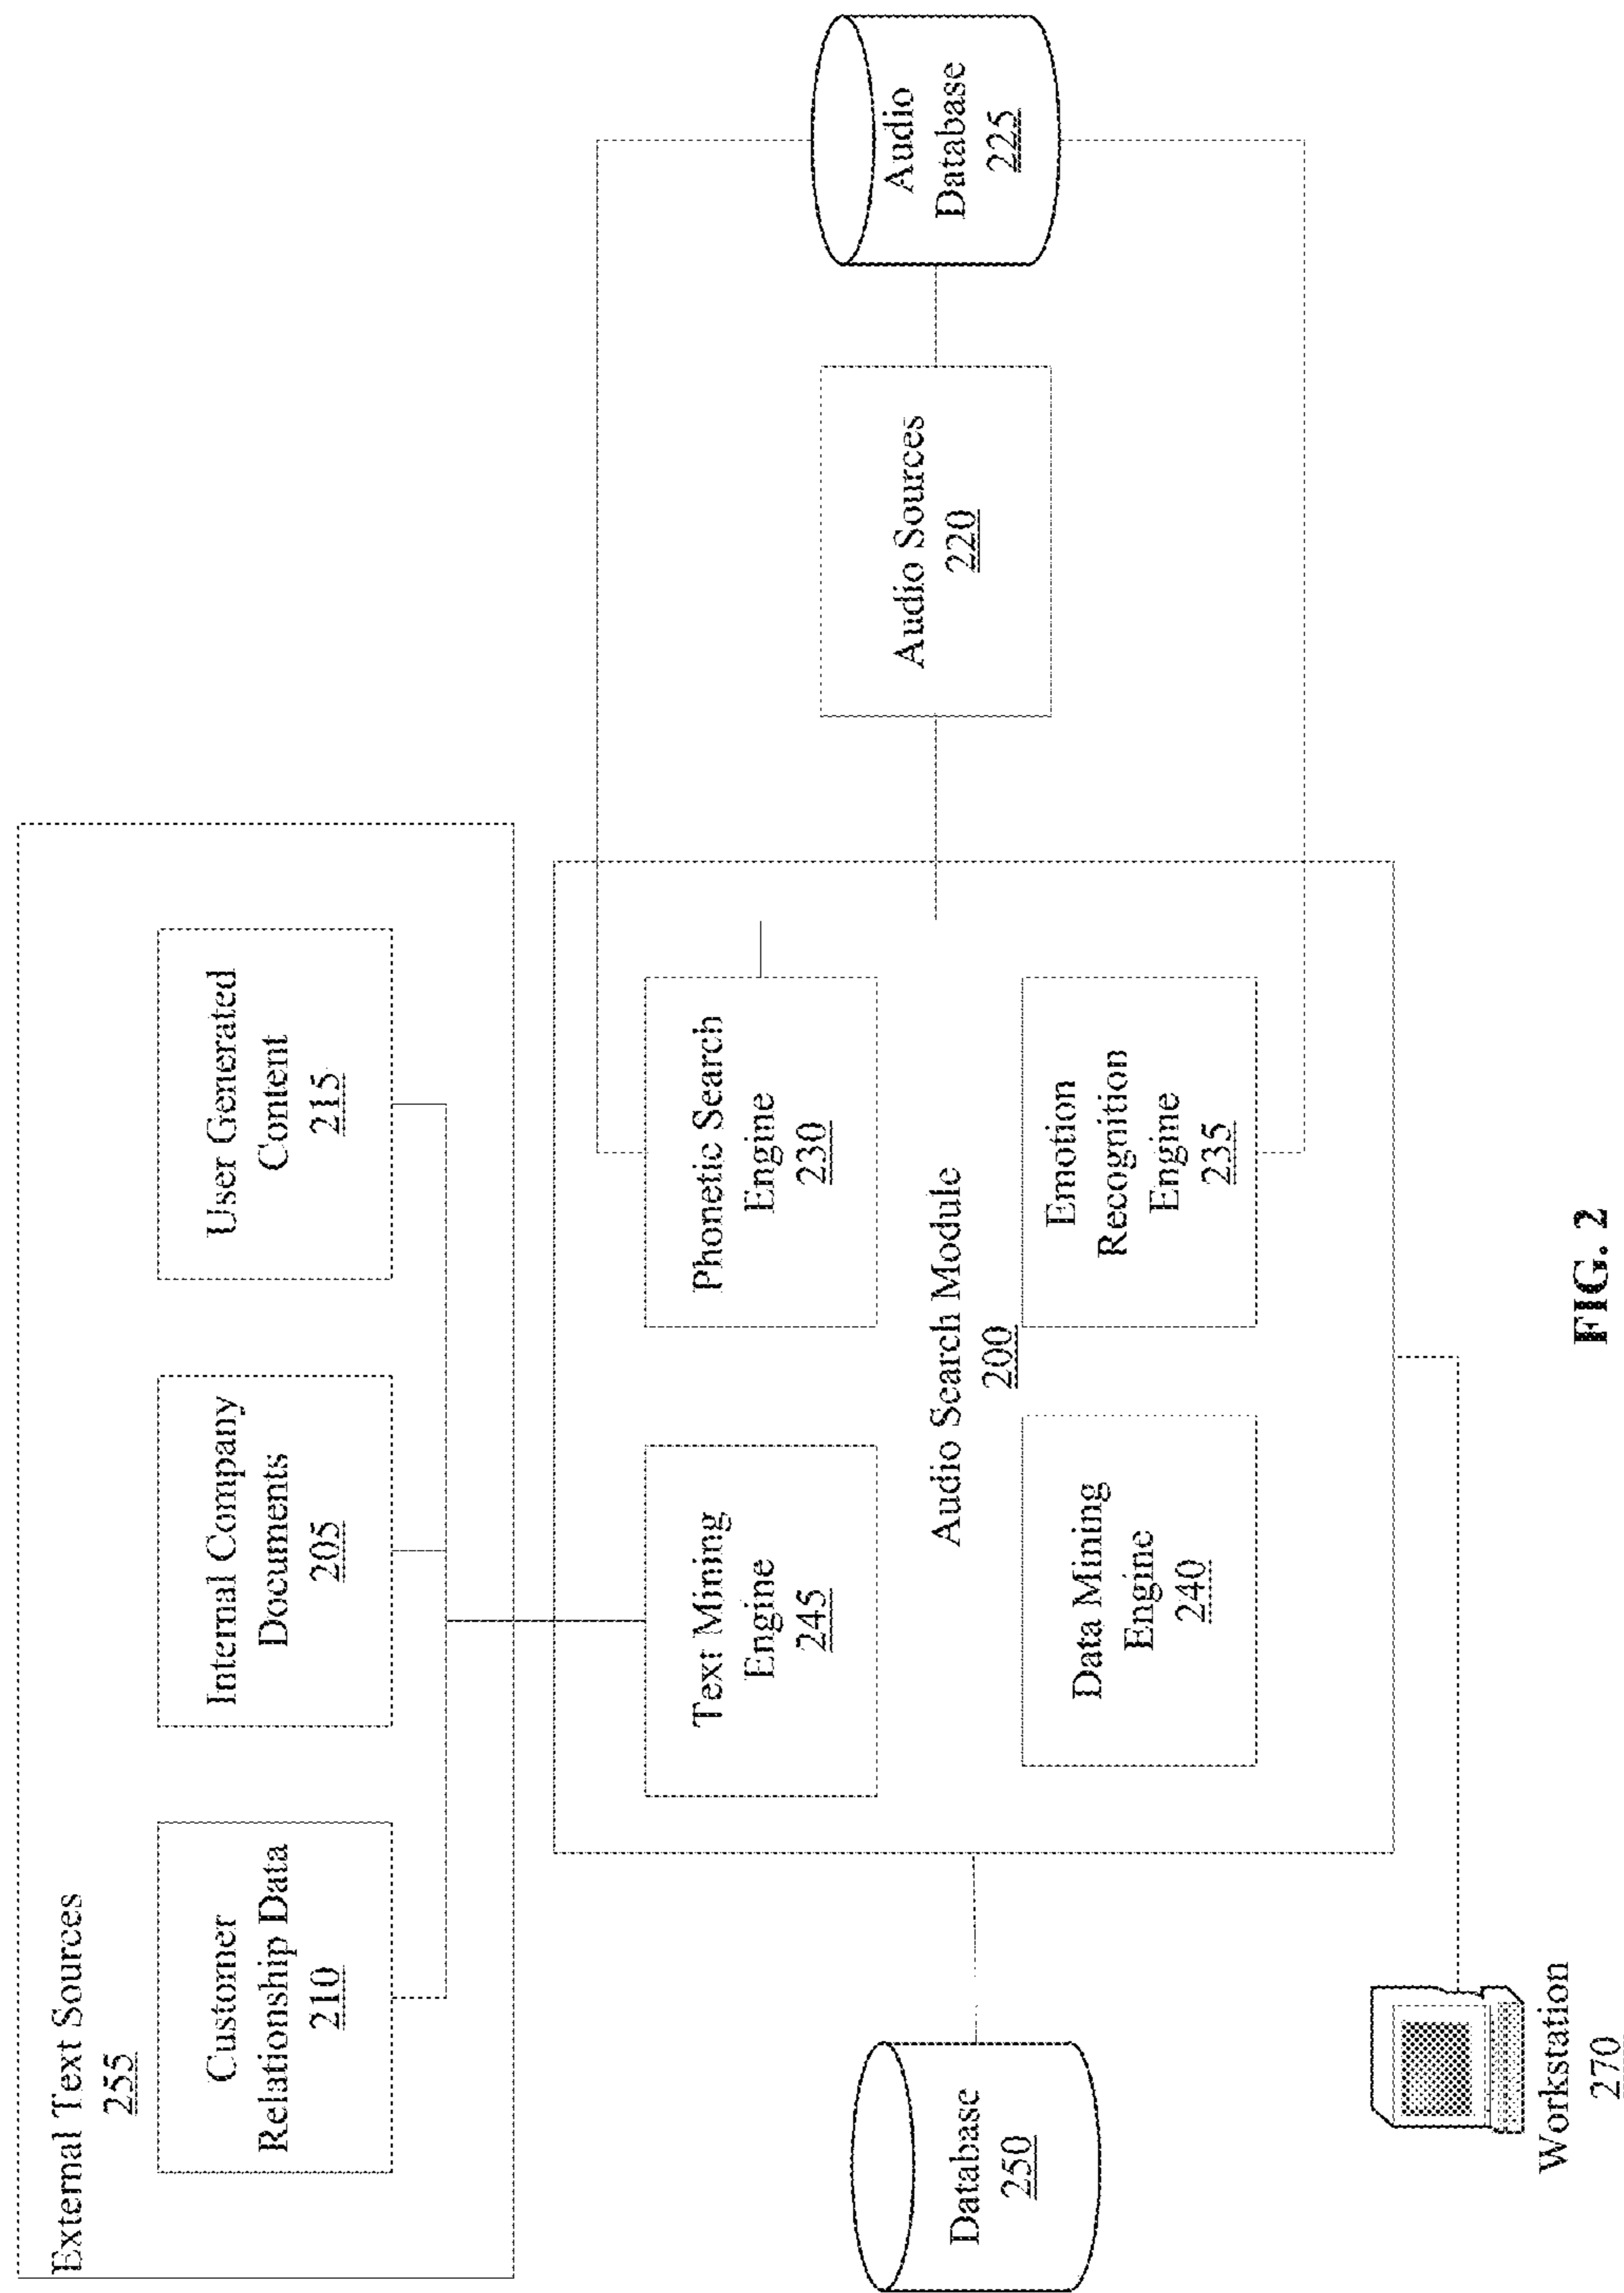 External Text Sources
255
Customer
Relationship Data
210
Internal Company
Documents
205
User Generated
Content
215
Text Mining
Engine
245
Phonetic Search
Engine
230
Audio Search Module
200
Data Mining
Engine
240
Emotion
Recognition
Engine
235
Database
250
Audio Sources
220
Audio
Database
225
Workstation
270
FIG. 2